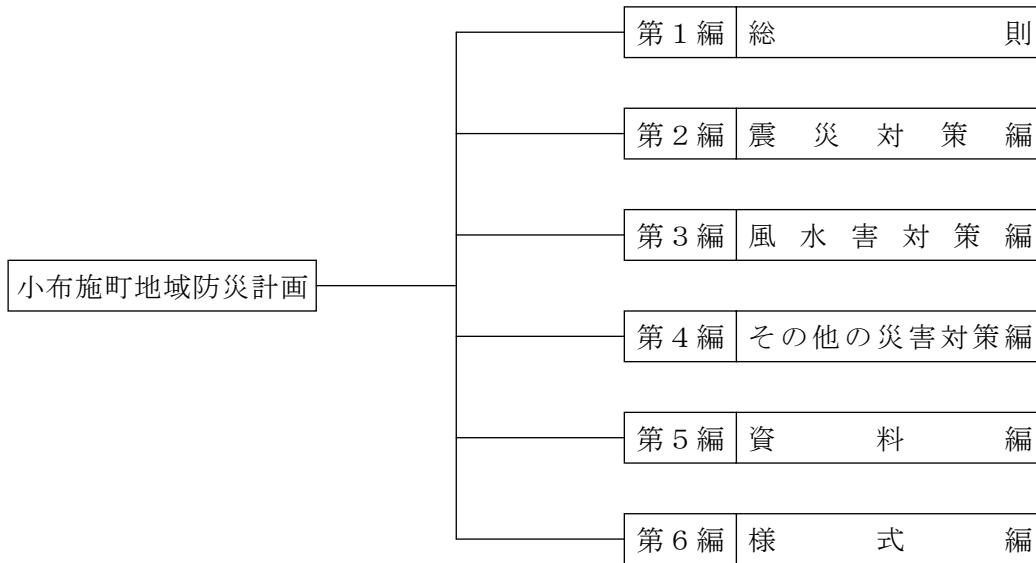 小布施町地域防災計画
第1編 総則
第2編 震災対策編
第3編 風水害対策編
第4編 その他の災害対策編
第5編 資料編
第6編 様式編